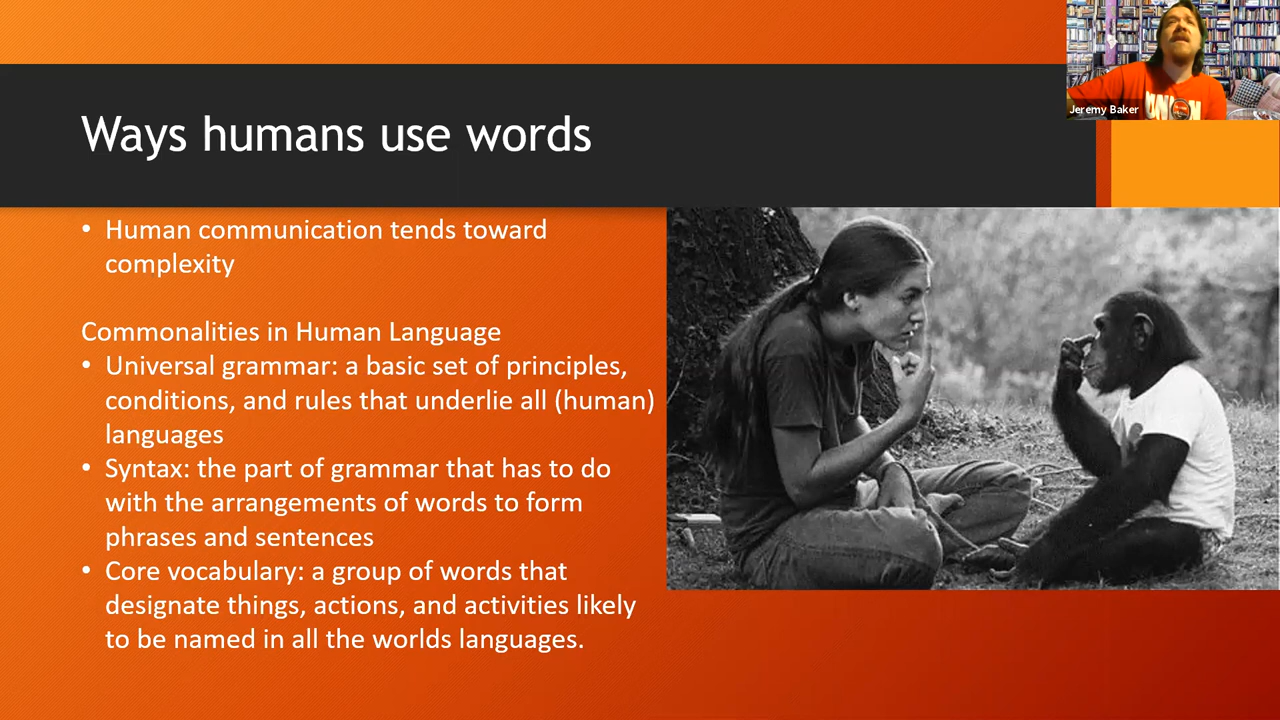 Jeremy Baker
Ways humans use words
• Human communication tends toward
complexity
Commonalities in Human Language
• Universal grammar: a basic set of principles,
conditions, and rules that underlie all (human)
languages
• Syntax: the part of grammar that has to do
with the arrangements of words to form
phrases and sentences
• Core vocabulary: a group of words that
designate things, actions, and activities likely
to be named in all the worlds languages.